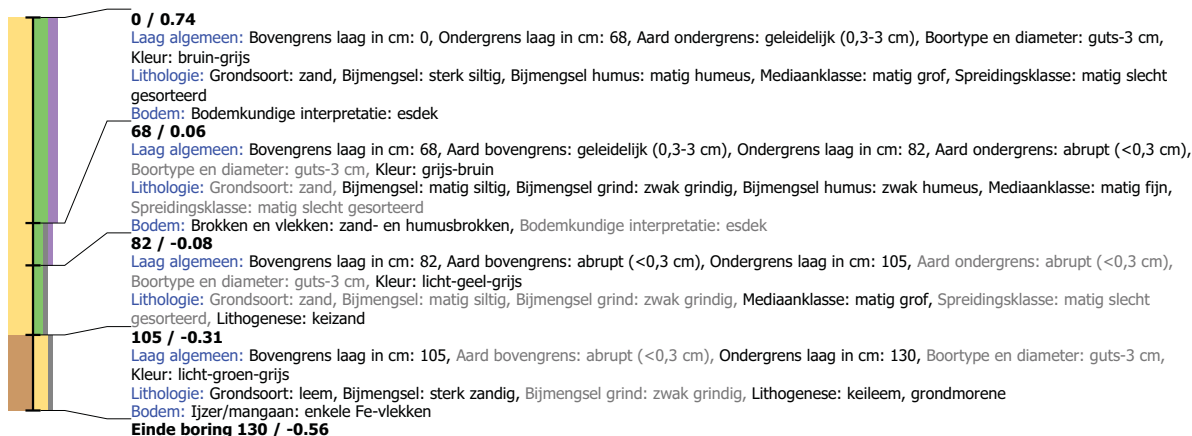 0 / 0.74
Laag algemeen: Bovengrens laag in cm: 0, Ondergrens laag in cm: 68, Aard ondergrens: geleidelijk (0,3-3 cm), Boortype en diameter: guts-3 cm,
Kleur: bruin-grijs
Lithologie: Grondsoort: zand, Bijmengsel: sterk siltig, Bijmengsel humus: matig humeus, Mediaanklasse: matig grof, Spreidingsklasse: matig slecht
gesorteerd
Bodem: Bodemkundige interpretatie: esdek
68 / 0.06
Laag algemeen: Bovengrens laag in cm: 68, Aard bovengrens: geleidelijk (0,3-3 cm), Ondergrens laag in cm: 82, Aard ondergrens: abrupt (<0,3 cm),
Boortype en diameter: guts-3 cm, Kleur: grijs-bruin
Lithologie: Grondsoort: zand, Bijmengsel: matig siltig, Bijmengsel grind: zwak grindig, Bijmengsel humus: zwak humeus, Mediaanklasse: matig fijn,
Spreidingsklasse: matig slecht gesorteerd
Bodem: Brokken en vlekken: zand- en humusbrokken, Bodemkundige interpretatie: esdek
82 / -0.08
Laag algemeen: Bovengrens laag in cm: 82, Aard bovengrens: abrupt (<0,3 cm), Ondergrens laag in cm: 105, Aard ondergrens: abrupt (<0,3 cm),
Boortype en diameter: guts-3 cm, Kleur: licht-geel-grijs
Lithologie: Grondsoort: zand, Bijmengsel: matig siltig, Bijmengsel grind: zwak grindig, Mediaanklasse: matig grof, Spreidingsklasse: matig slecht
gesorteerd, Lithogenese: keizand
105 / -0.31
Laag algemeen: Bovengrens laag in cm: 105, Aard bovengrens: abrupt (<0,3 cm), Ondergrens laag in cm: 130, Boortype en diameter: guts-3 cm,
Kleur: licht-groen-grijs
Lithologie: Grondsoort: leem, Bijmengsel: sterk zandig, Bijmengsel grind: zwak grindig, Lithogenese: keileem, grondmorene
Bodem: Ijzer/mangaan: enkele Fe-vlekken
Einde boring 130 / -0.56